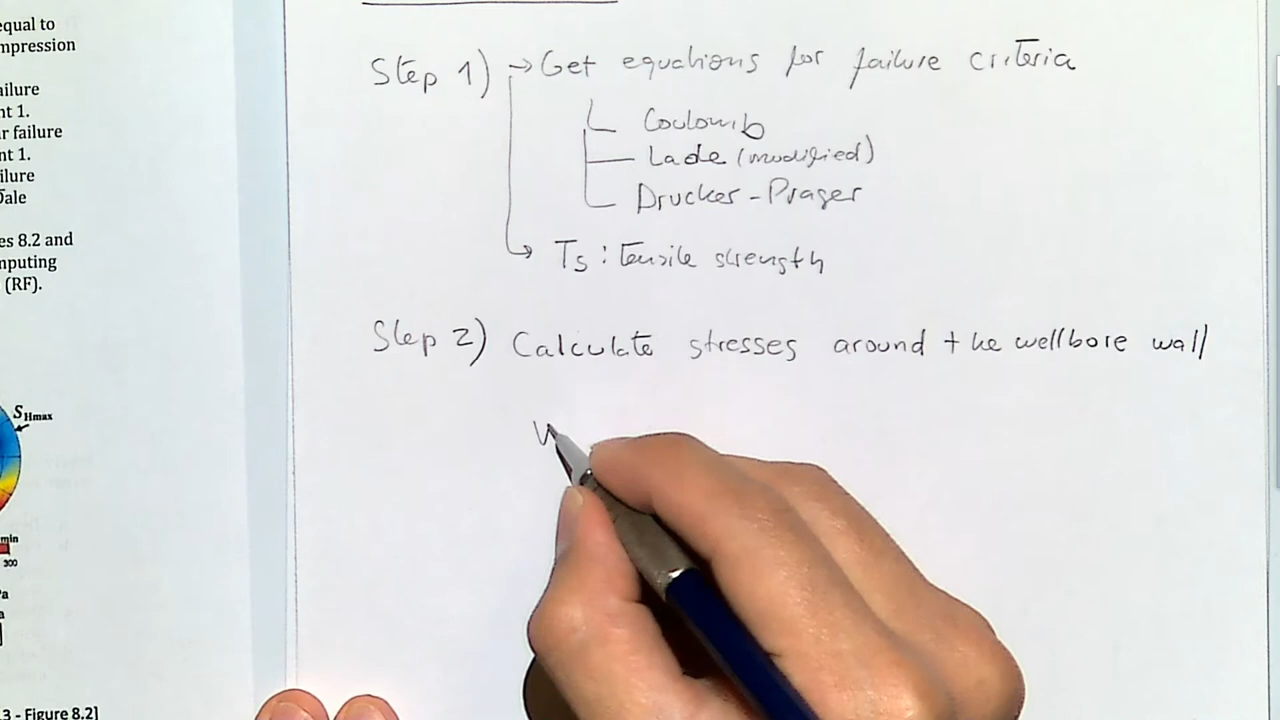 equal to
mpression
ailure
nt 1.
r failure
nt 1.
ilure
Dale
es 8.2 and
mputing
(RF).
SHmax
min
300
a
a
3 - Figure 8.2]
Step 1) → Get equations for failure criteria
Coulomb
Lade (modified)
Drucker - Prager
Ts : Tensile strength
Step 2) Calculate stresses around the wellbore wall